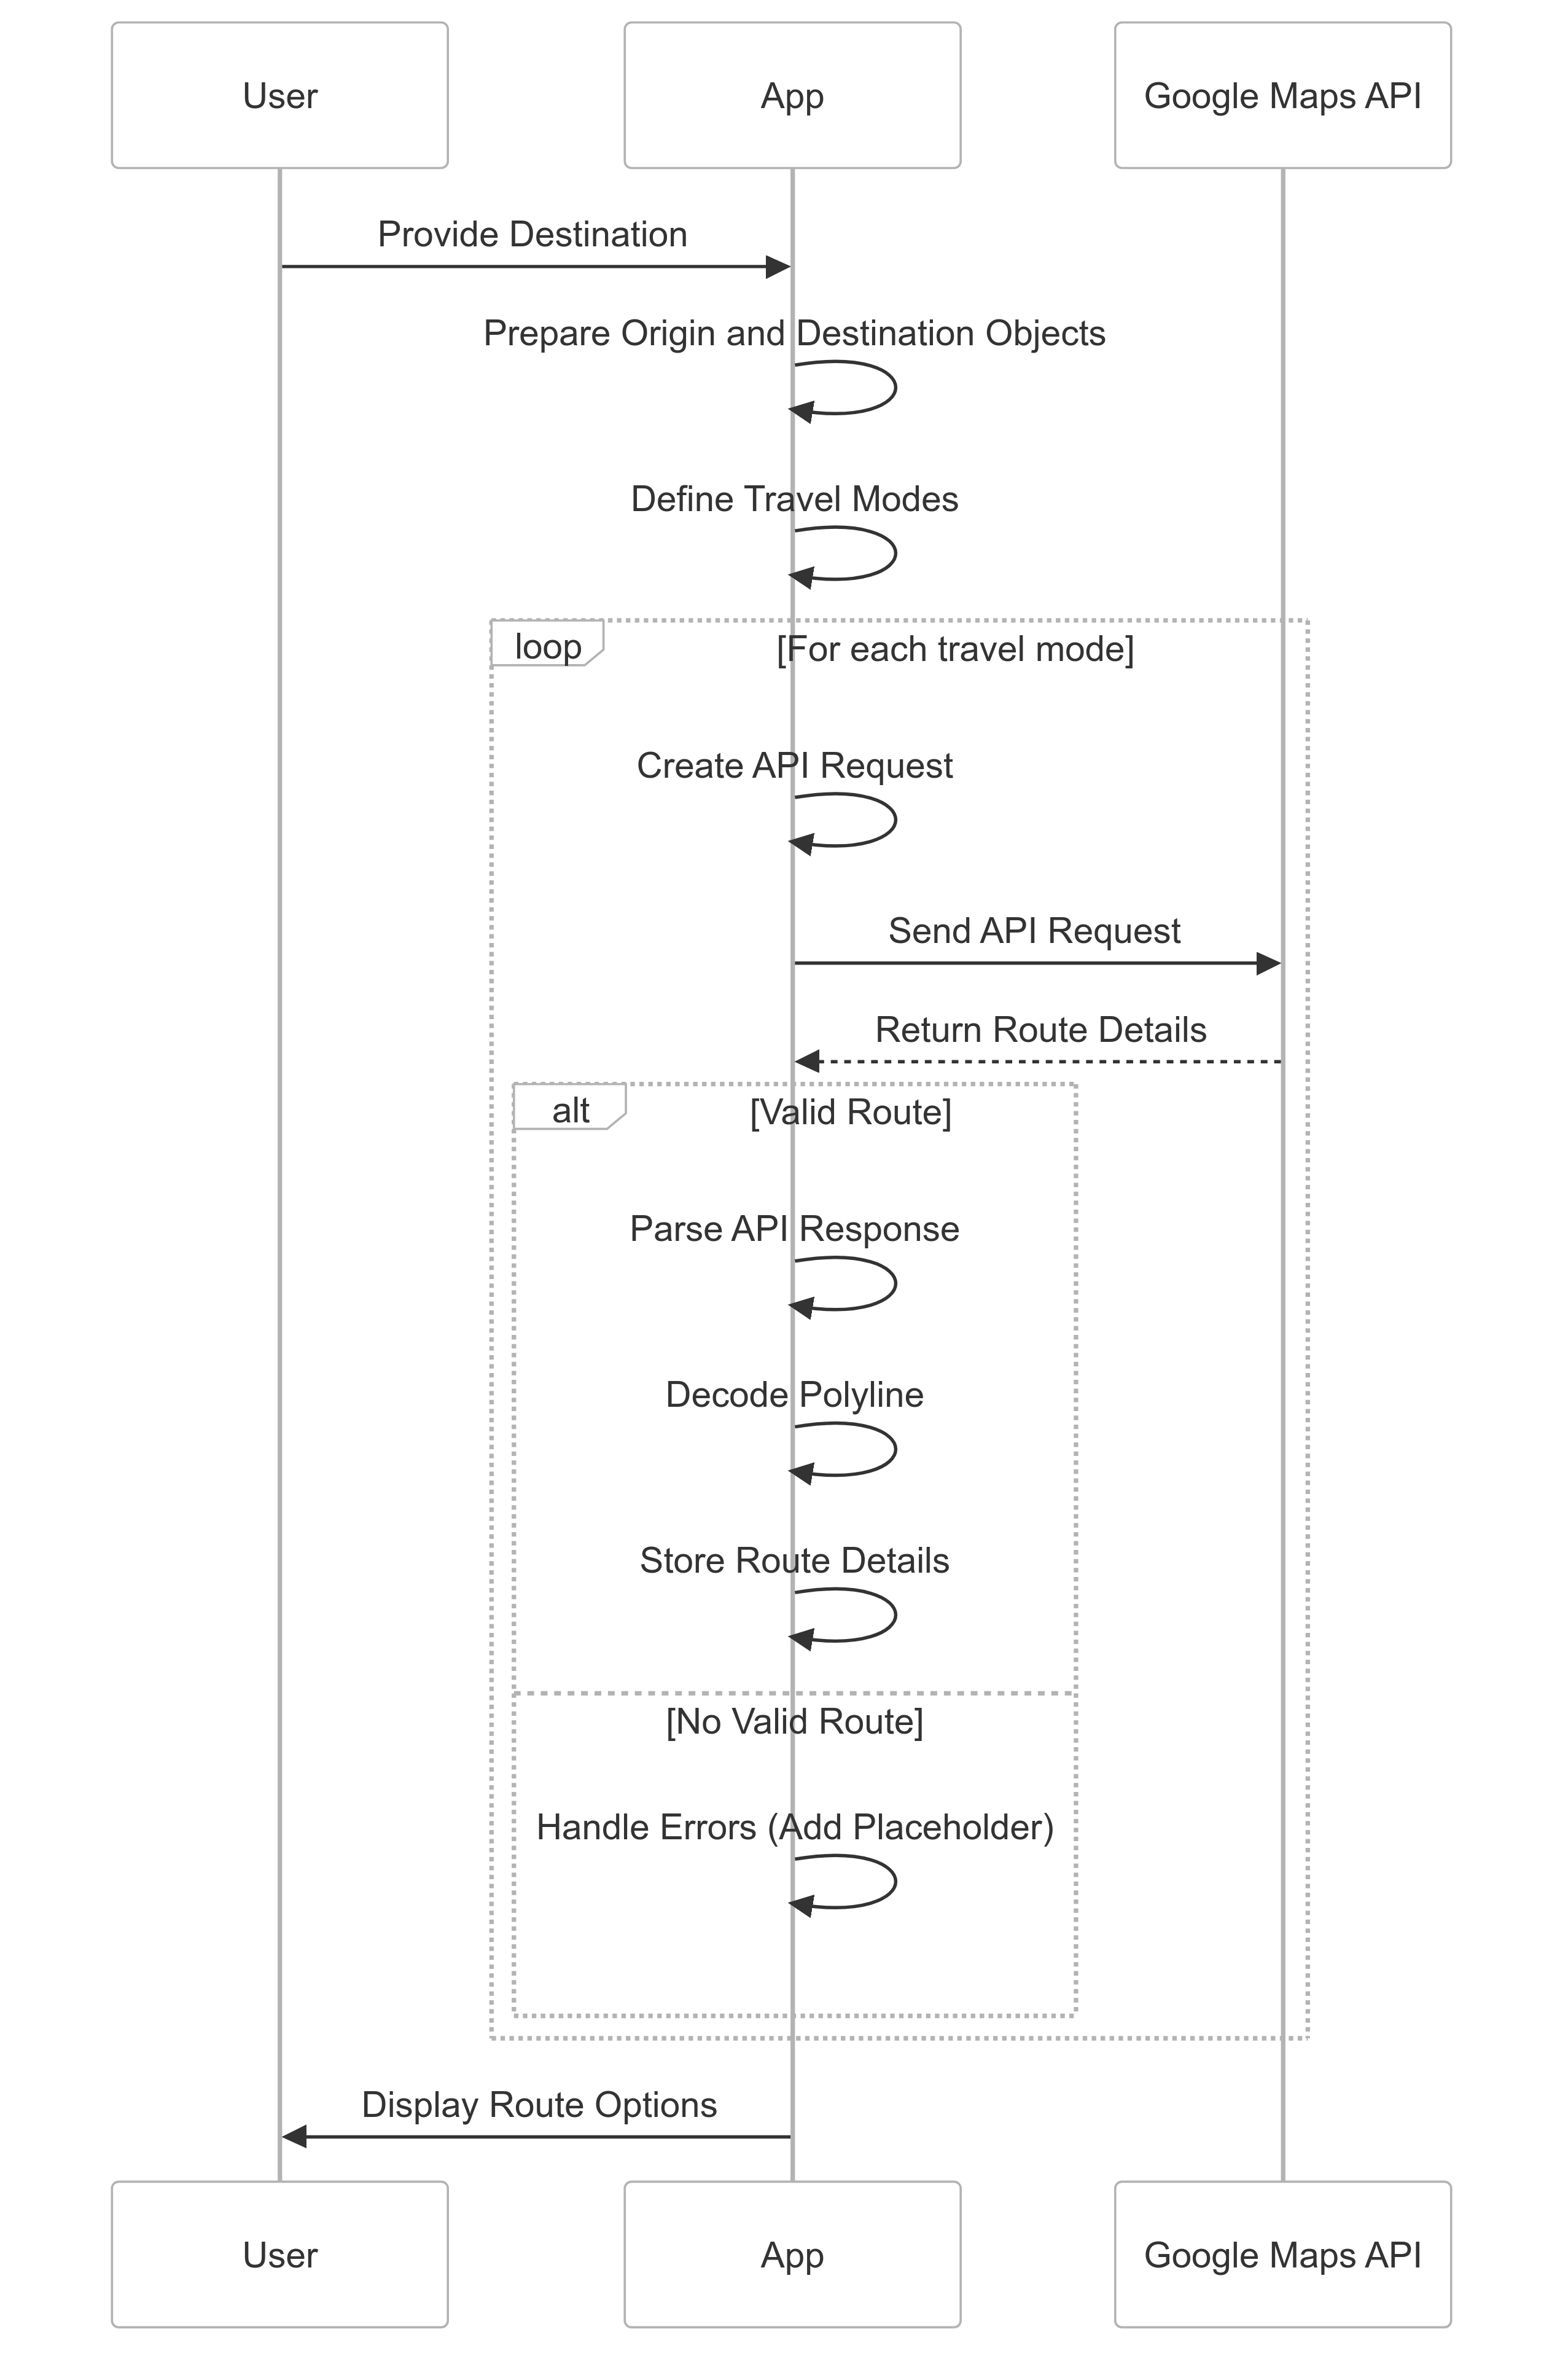 User
App
Google Maps API
Provide Destination
Prepare Origin and Destination Objects
Define Travel Modes
loop
[For each travel mode]
Create API Request
Send API Request
Return Route Details
alt
[Valid Route]
Parse API Response
Decode Polyline
Store Route Details
[No Valid Route]
Handle Errors (Add Placeholder)
Display Route Options
User
App
Google Maps API